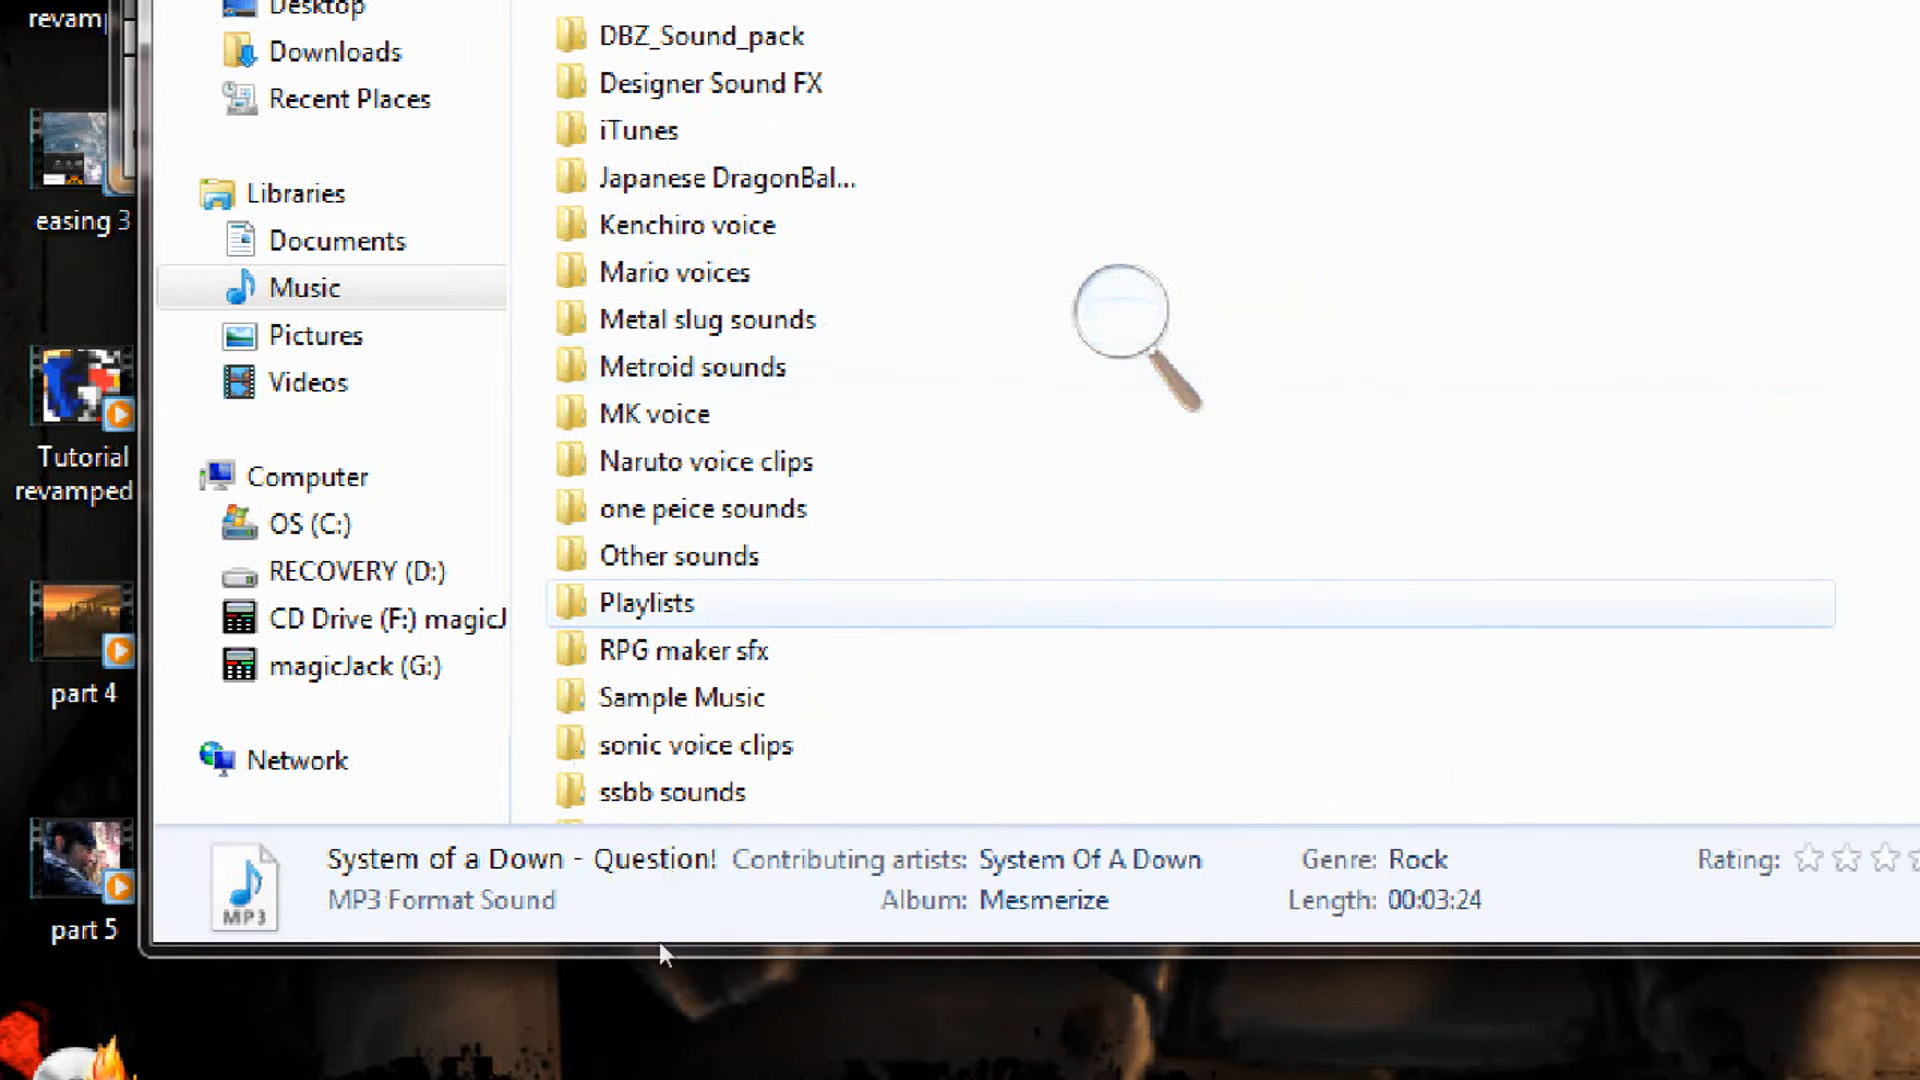 revam
easing 3
Tutorial
revamped
part 4
part 5
Desktop
Downloads
Recent Places
Libraries
Documents
Music
Pictures
Videos
Computer
OS (C:)
RECOVERY (D:)
CD Drive (F:) magicJ
magicJack (G:)
Network
DBZ_Sound_pack
Designer Sound FX
iTunes
Japanese DragonBal...
Kenchiro voice
Mario voices
Metal slug sounds
Metroid sounds
MK voice
Naruto voice clips
one peice sounds
Other sounds
Playlists
RPG maker sfx
Sample Music
sonic voice clips
ssbb sounds
System of a Down - Question! Contributing artists: System Of A Down Genre: Rock Rating:
MP3 Format Sound Album: Mesmerize Length: 00:03:24
MP3